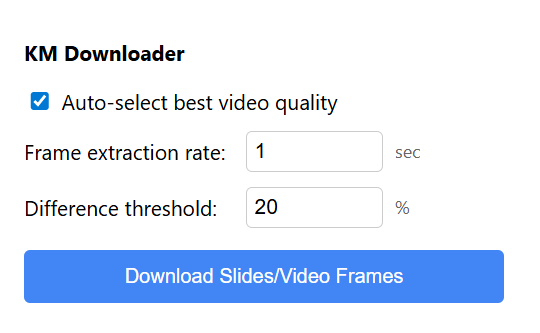 KM Downloader
Auto-select best video quality
Frame extraction rate: 1 sec
Difference threshold: 20 %
Download Slides/Video Frames